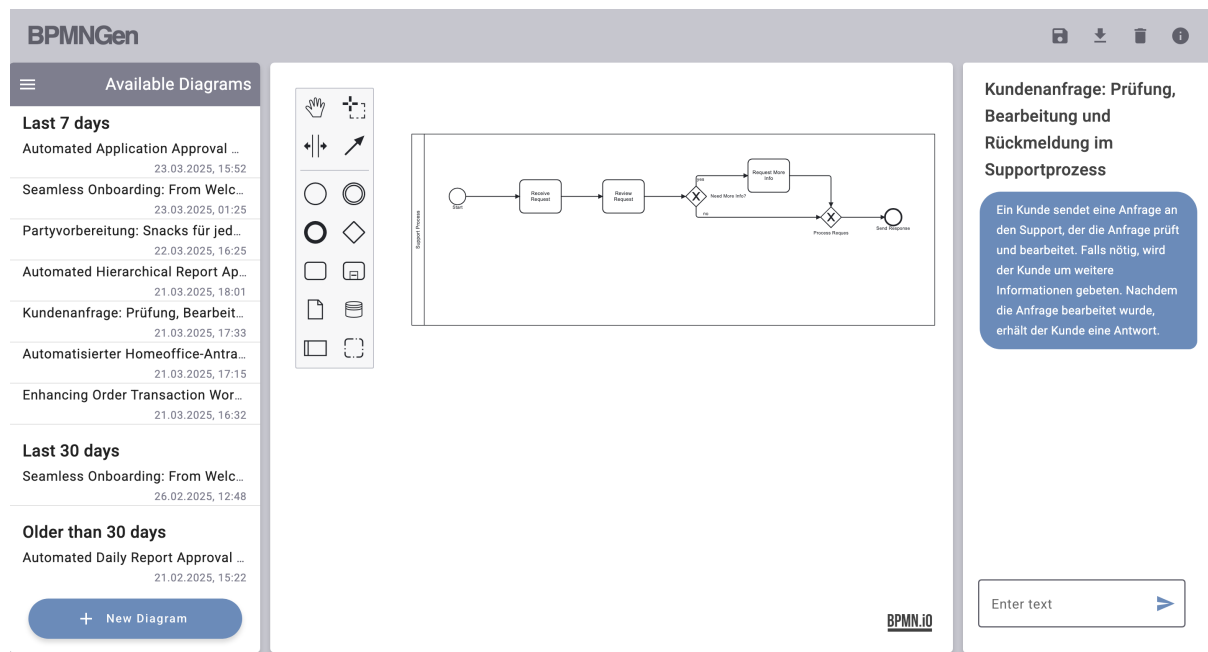 BPMNGen
Available Diagrams
Last 7 days
Automated Application Approval ...
23.03.2025, 15:52
Seamless Onboarding: From Welc...
23.03.2025, 01:25
Partyvorbereitung: Snacks für jed...
22.03.2025, 16:25
Automated Hierarchical Report Ap...
21.03.2025, 18:01
Kundenanfrage: Prüfung, Bearbeit...
21.03.2025, 17:33
Automatisierter Homeoffice-Antra...
21.03.2025, 17:15
Enhancing Order Transaction Wor...
21.03.2025, 16:32
Last 30 days
Seamless Onboarding: From Welc...
26.02.2025, 12:48
Older than 30 days
Automated Daily Report Approval ...
21.02.2025, 15:22
+ New Diagram
Support Process
Start
Receive
Request
Review
Request
Need More Info?
yes
no
Request More
Info
Process Reques
Send Response
BPMN.iO
Kundenanfrage: Prüfung,
Bearbeitung und
Rückmeldung im
Supportprozess
Ein Kunde sendet eine Anfrage an
den Support, der die Anfrage prüft
und bearbeitet. Falls nötig, wird
der Kunde um weitere
Informationen gebeten. Nachdem
die Anfrage bearbeitet wurde,
erhält der Kunde eine Antwort.
Enter text